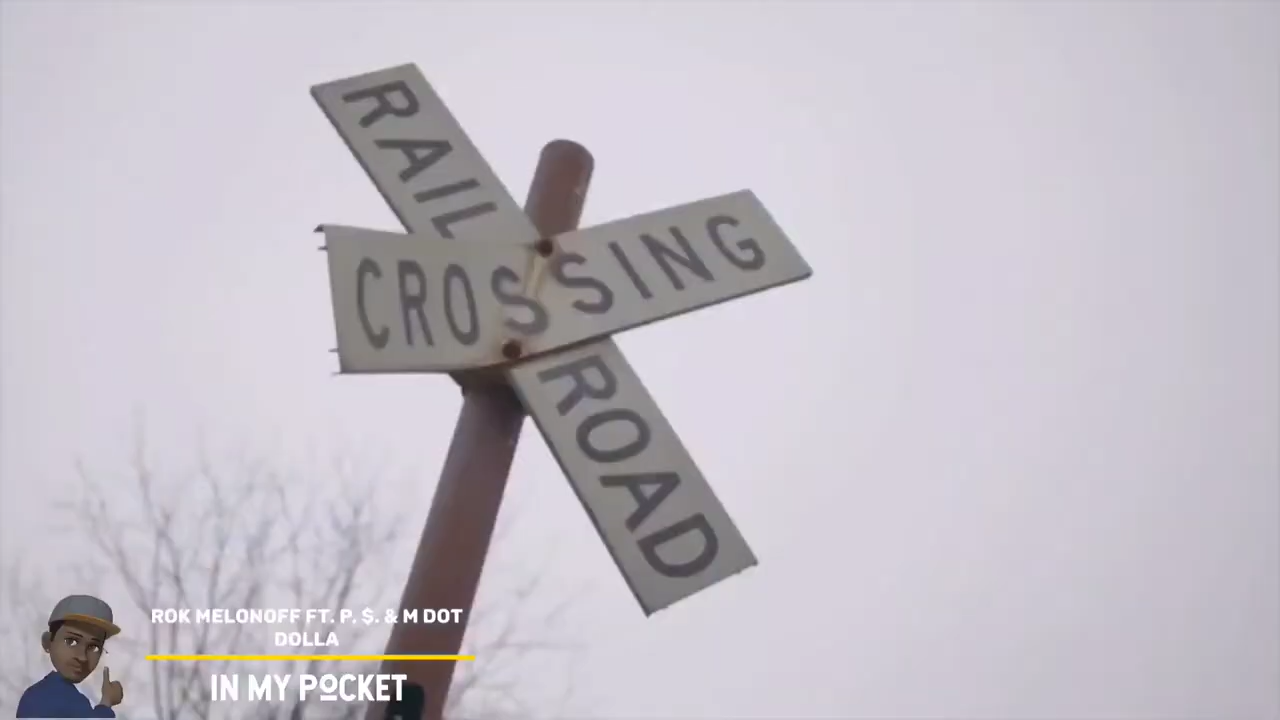 RAIL
CROSSING
ROAD
ROK MELONOFF FT. P. $. & M DOT
DOLLA
IN MY POCKET